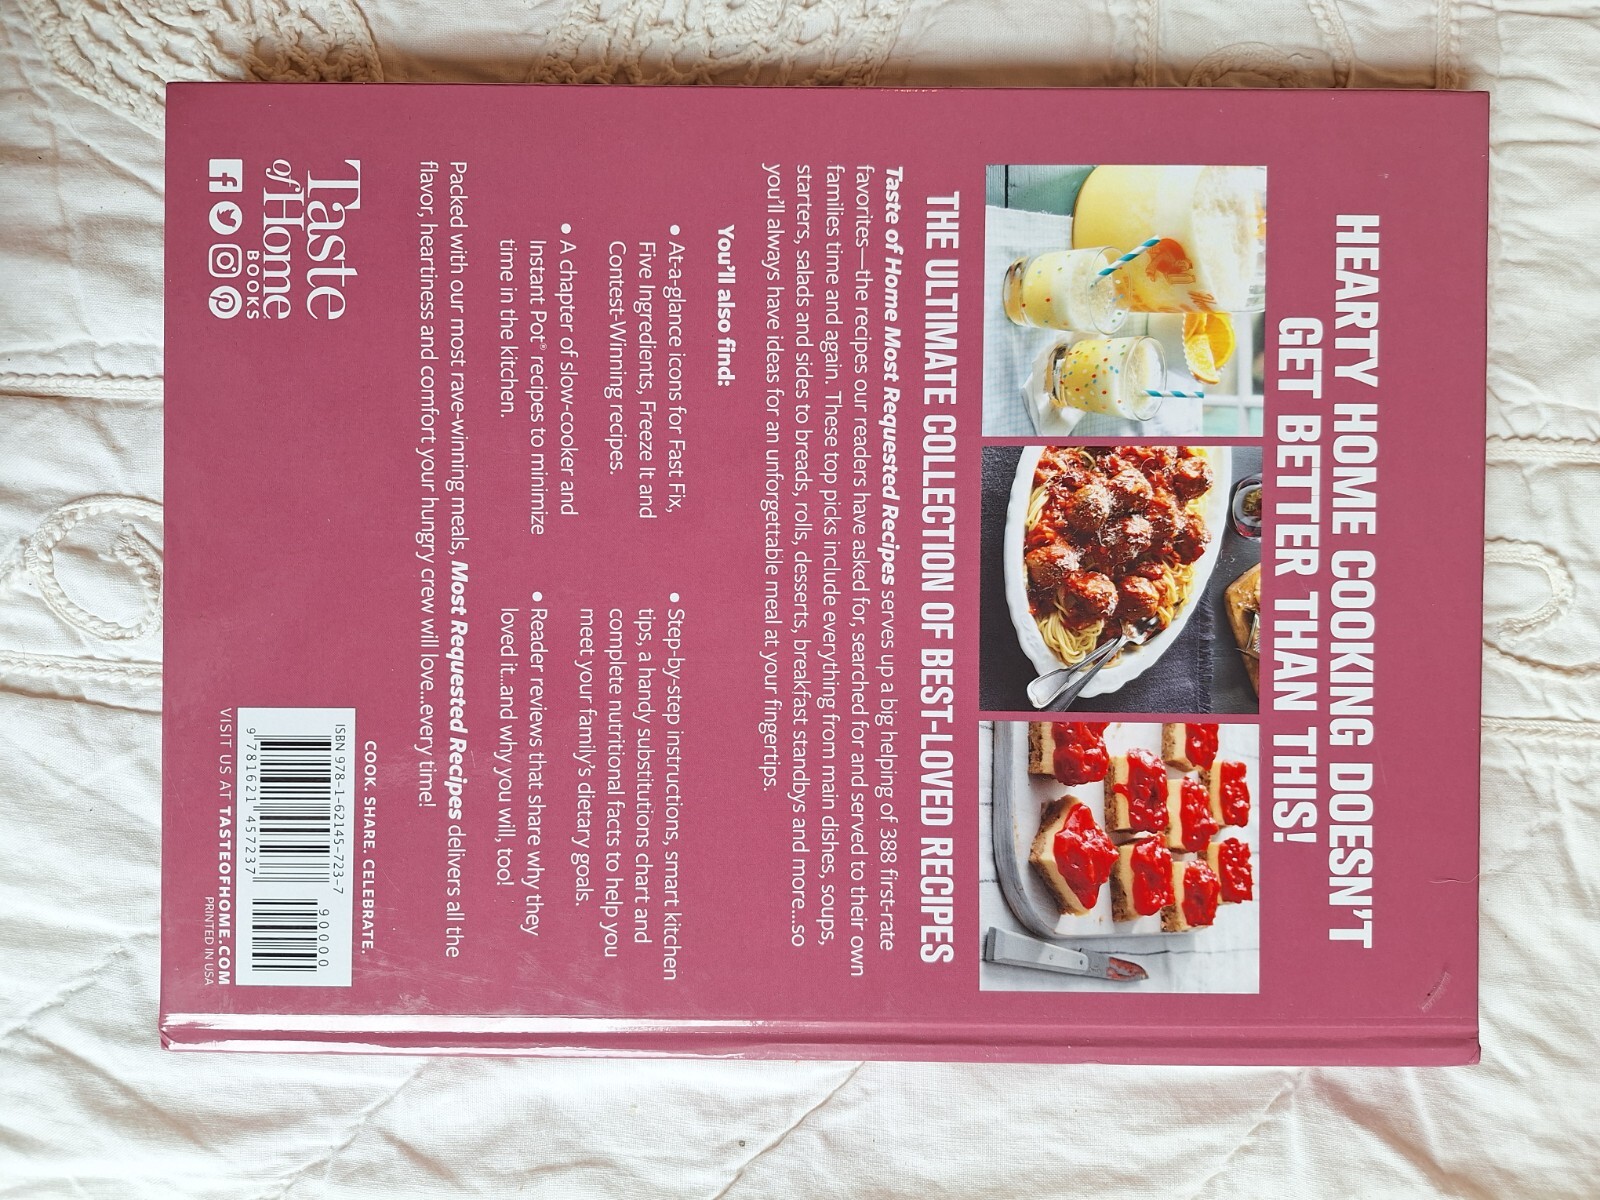 HEARTY HOME COOKING DOESN'T
GET BETTER THAN THIS!
THE ULTIMATE COLLECTION OF BEST-LOVED RECIPES
Taste of Home Most Requested Recipes serves up a big helping of 388 first-rate
favorites—the recipes our readers have asked for, searched for and served to their own
families time and again. These top picks include everything from main dishes, soups,
starters, salads and sides to breads, rolls, desserts, breakfast standbys and more...so
you'll always have ideas for an unforgettable meal at your fingertips.
You'll also find:
• At-a-glance icons for Fast Fix,
Five Ingredients, Freeze It and
Contest-Winning recipes.
• A chapter of slow-cooker and
Instant Pot® recipes to minimize
time in the kitchen.
• Step-by-step instructions, smart kitchen
tips, a handy substitutions chart and
complete nutritional facts to help you
meet your family's dietary goals.
• Reader reviews that share why they
loved it...and why you will, too!
Packed with our most rave-winning meals, Most Requested Recipes delivers all the
flavor, heartiness and comfort your hungry crew will love...every time!
Taste
of Home
BOOKS
COOK. SHARE. CELEBRATE.
ISBN 978-1-62145-723-7
90000
9 781621 457237
VISIT US AT TASTEOFHOME.COM
PRINTED IN USA